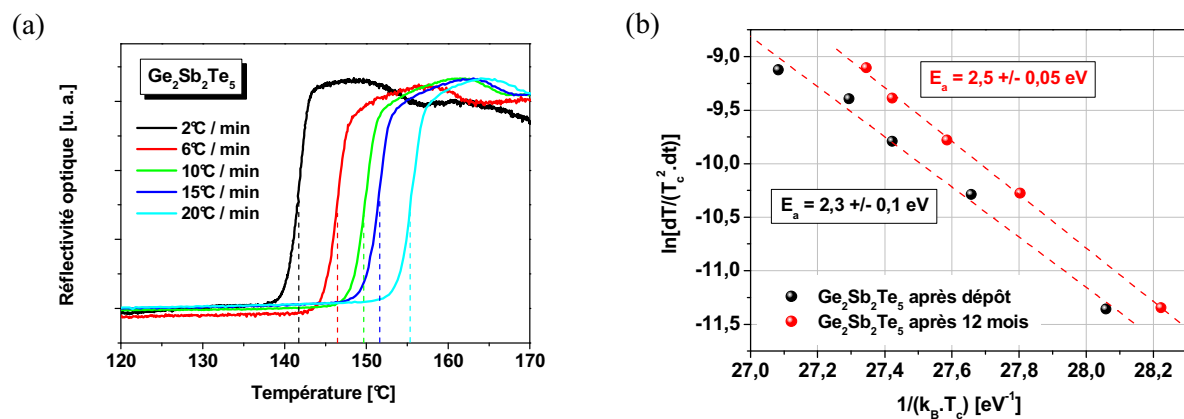 (a)
Ge2Sb2Te5
2°C / min
6°C / min
10°C / min
15°C / min
20°C / min
Réflectivité optique [u. a.]
120 130 140 150 160 170
Température [°C]
(b)
Ea = 2,5 +/- 0,05 eV
Ea = 2,3 +/- 0,1 eV
Ge2Sb2Te5 après dépôt
Ge2Sb2Te5 après 12 mois
ln[dT/(Tc².dt)]
-9,0
-9,5
-10,0
-10,5
-11,0
-11,5
27,0 27,2 27,4 27,6 27,8 28,0 28,2
1/(kB.Tc) [eV⁻¹]